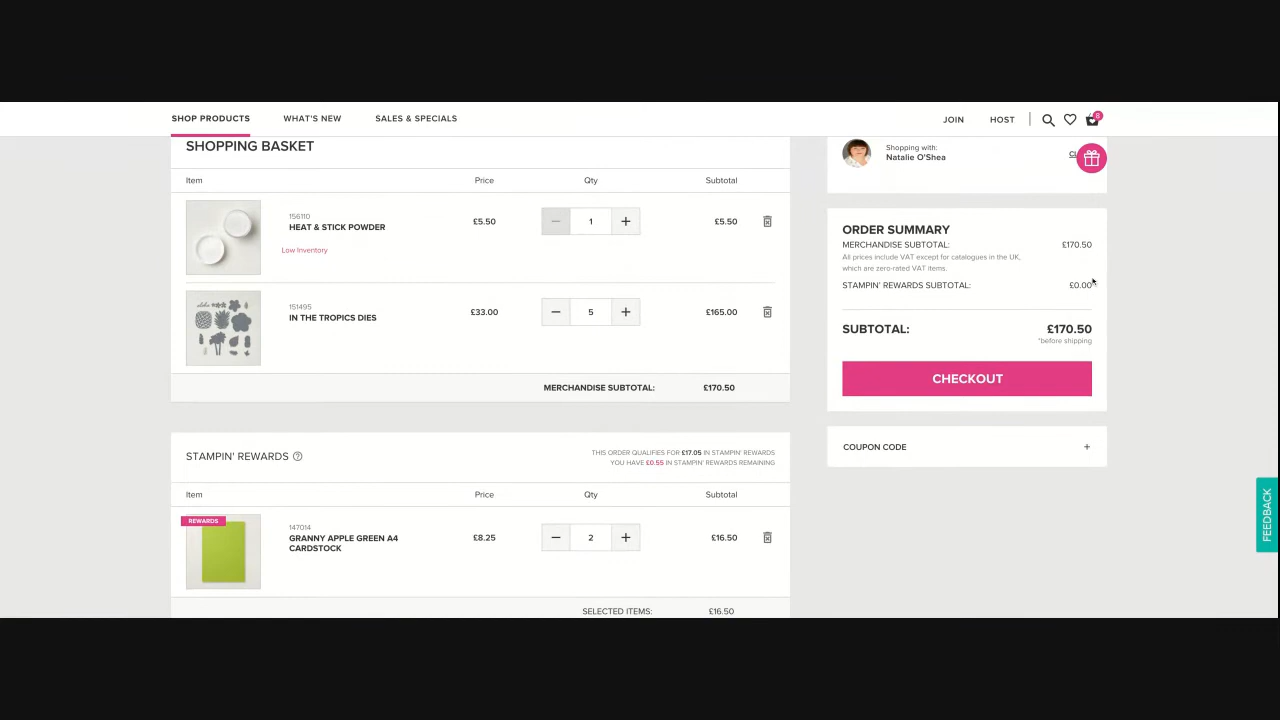 SHOP PRODUCTS WHAT'S NEW SALES & SPECIALS JOIN HOST 8
SHOPPING BASKET
Item Price Qty Subtotal
156110
HEAT & STICK POWDER £5.50 1 £5.50
Low Inventory
151495
IN THE TROPICS DIES £33.00 5 £165.00
MERCHANDISE SUBTOTAL: £170.50
STAMPIN' REWARDS
THIS ORDER QUALIFIES FOR £17.05 IN STAMPIN' REWARDS
YOU HAVE £0.55 IN STAMPIN' REWARDS REMAINING
Item Price Qty Subtotal
REWARDS
147014
GRANNY APPLE GREEN A4
CARDSTOCK
£8.25 2 £16.50
SELECTED ITEMS: £16.50
Shopping with:
Natalie O'Shea
ORDER SUMMARY
MERCHANDISE SUBTOTAL: £170.50
All prices include VAT except for catalogues in the UK,
which are zero-rated VAT items.
STAMPIN' REWARDS SUBTOTAL: £0.00
SUBTOTAL: £170.50
*before shipping
CHECKOUT
COUPON CODE +
FEEDBACK